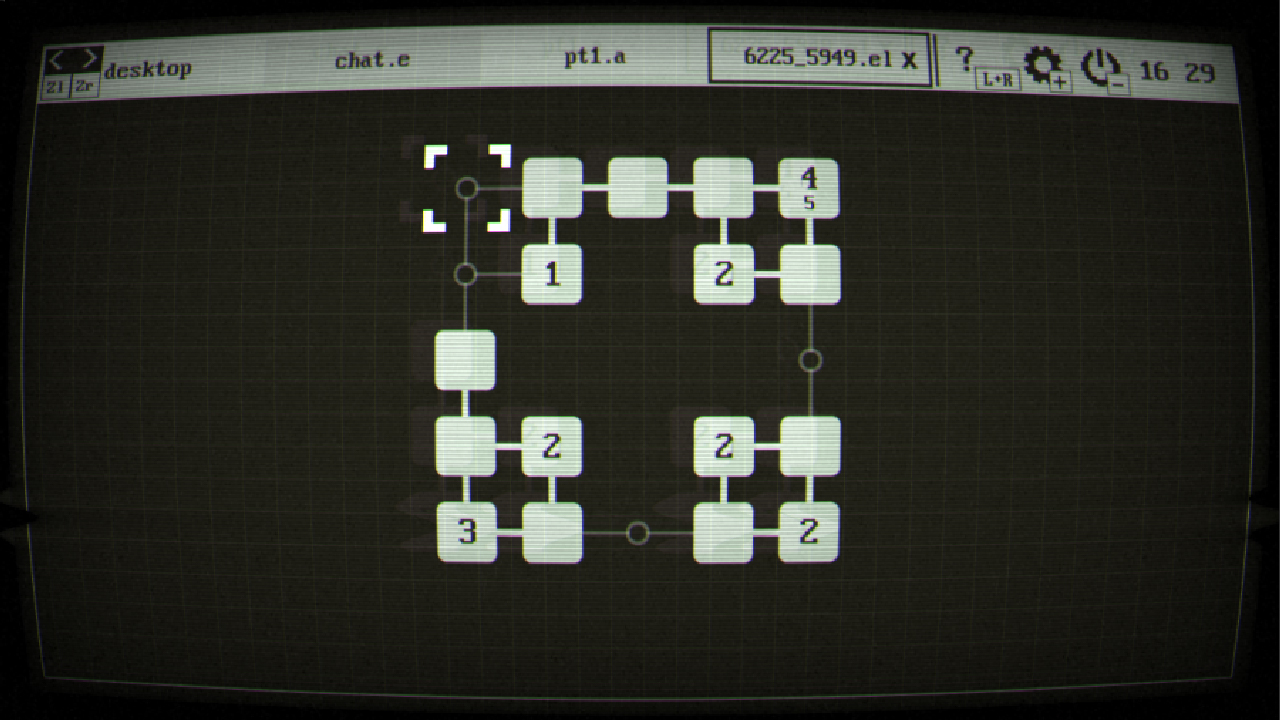 < > desktop chat.e pt1.a 6225_5949.el X ? L+R + - 16 29
Zl Zr
4
5
1 2
2 2
3 2